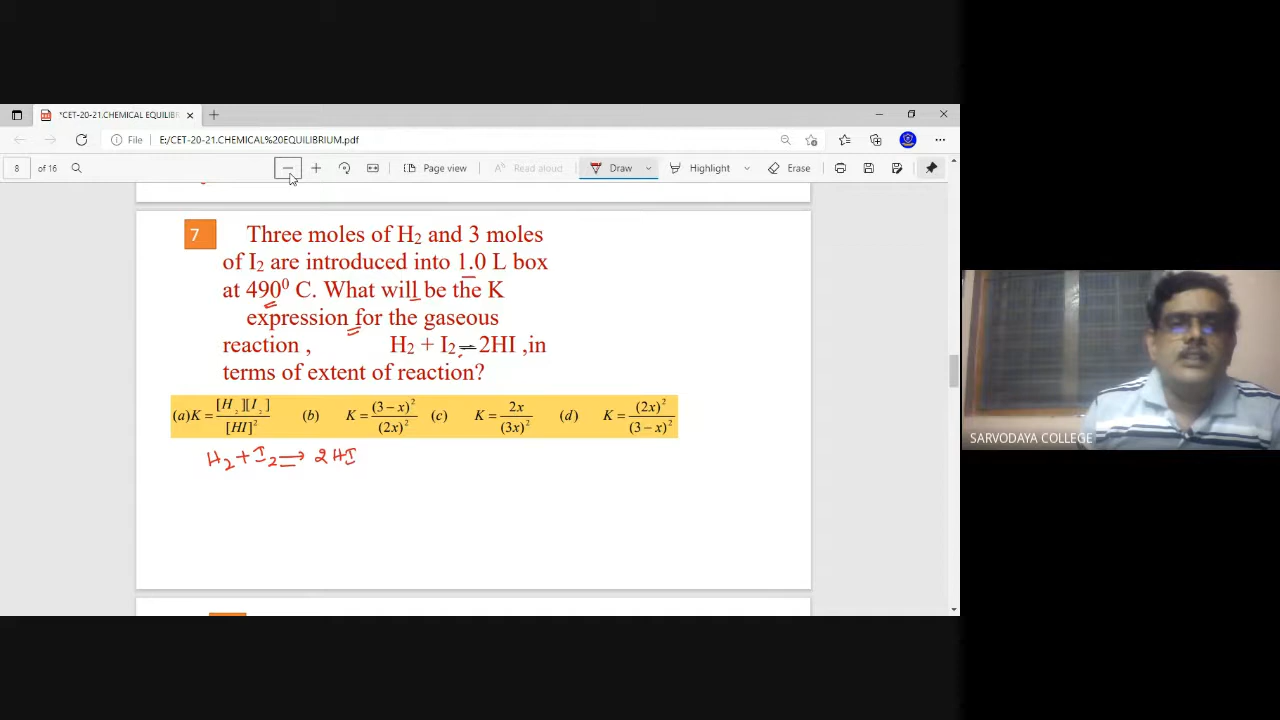 *CET-20-21.CHEMICAL EQUILIBR
File E:/CET-20-21.CHEMICAL%20EQUILIBRIUM.pdf
8 of 16 Page view Read aloud Draw Highlight Erase
7 Three moles of H₂ and 3 moles
of I₂ are introduced into 1.0 L box
at 490⁰ C. What will be the K
expression for the gaseous
reaction , H₂ + I₂ ⇌ 2HI ,in
terms of extent of reaction?
(a)K = [H₂][I₂]/[HI]² (b) K = (3−x)²/(2x)² (c) K = 2x/(3x)² (d) K = (2x)²/(3−x)²
H₂ + I₂ ⇌ 2HI
SARVODAYA COLLEGE